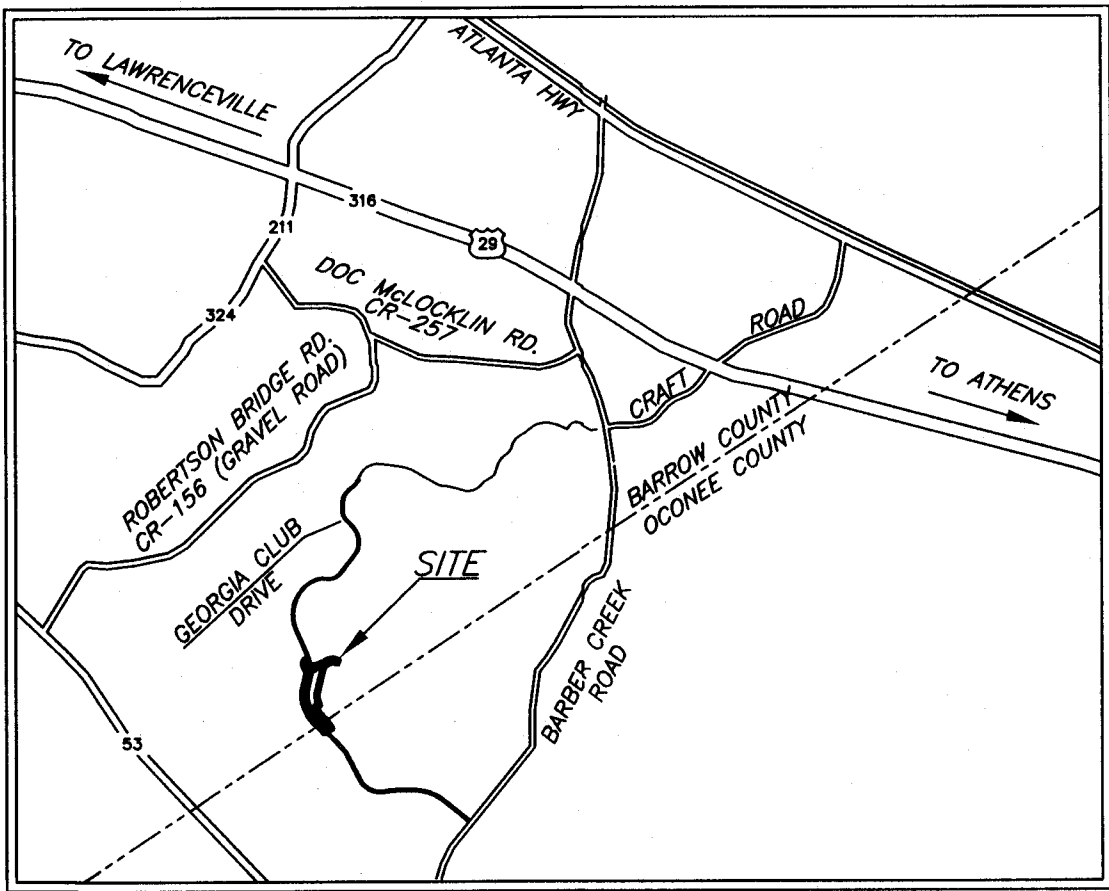 TO LAWRENCEVILLE
ATLANTA HWY
316
211
29
DOC McLOCKLIN RD.
CR-257
324
ROAD
CRAFT
TO ATHENS
ROBERTSON BRIDGE RD.
CR-156 (GRAVEL ROAD)
BARROW COUNTY
OCONEE COUNTY
GEORGIA CLUB
DRIVE
SITE
BARBER CREEK
ROAD
53